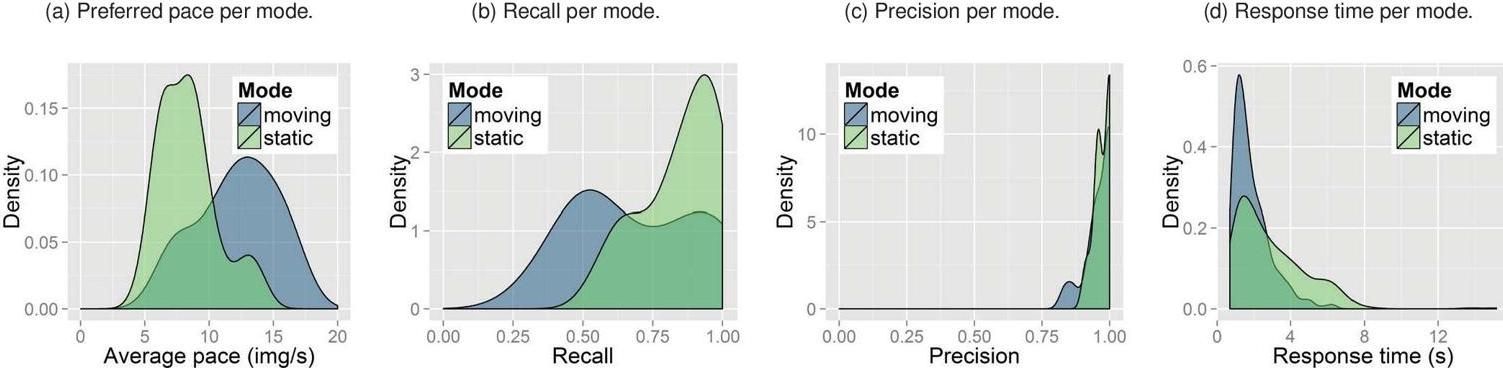 (a) Preferred pace per mode.
Density
0.15
0.10
0.05
0.00
Mode
moving
static
0 5 10 15 20
Average pace (img/s)
(b) Recall per mode.
Density
3
2
1
0
Mode
moving
static
0.00 0.25 0.50 0.75 1.00
Recall
(c) Precision per mode.
Density
10
5
0
Mode
moving
static
0.00 0.25 0.50 0.75 1.00
Precision
(d) Response time per mode.
Density
0.6
0.4
0.2
0.0
Mode
moving
static
0 4 8 12
Response time (s)